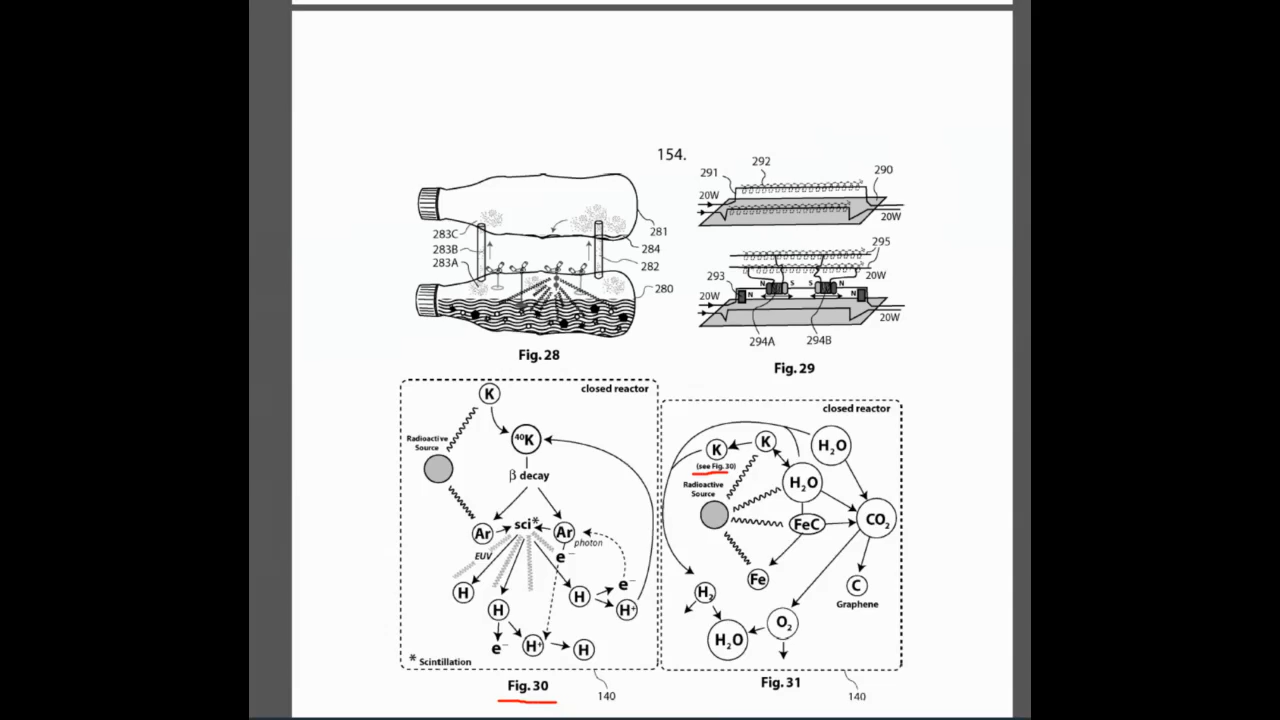 154.
291
292
290
20W
20W
283C
283B
283A
281
284
282
280
Fig. 28
293
295
20W
N
S
S
N
N
N
20W
20W
294A
294B
Fig. 29
closed reactor
K
Radioactive
Source
⁴⁰K
β decay
Ar
sci*
Ar
photon
EUV
e⁻
H
H
H
e⁻
H⁺
e⁻
H⁺
H
* Scintillation
Fig. 30
140
closed reactor
K
K
H₂O
(see Fig. 30)
Radioactive
Source
H₂O
FeC
CO₂
Fe
H₂
C
Graphene
H₂O
O₂
Fig. 31
140